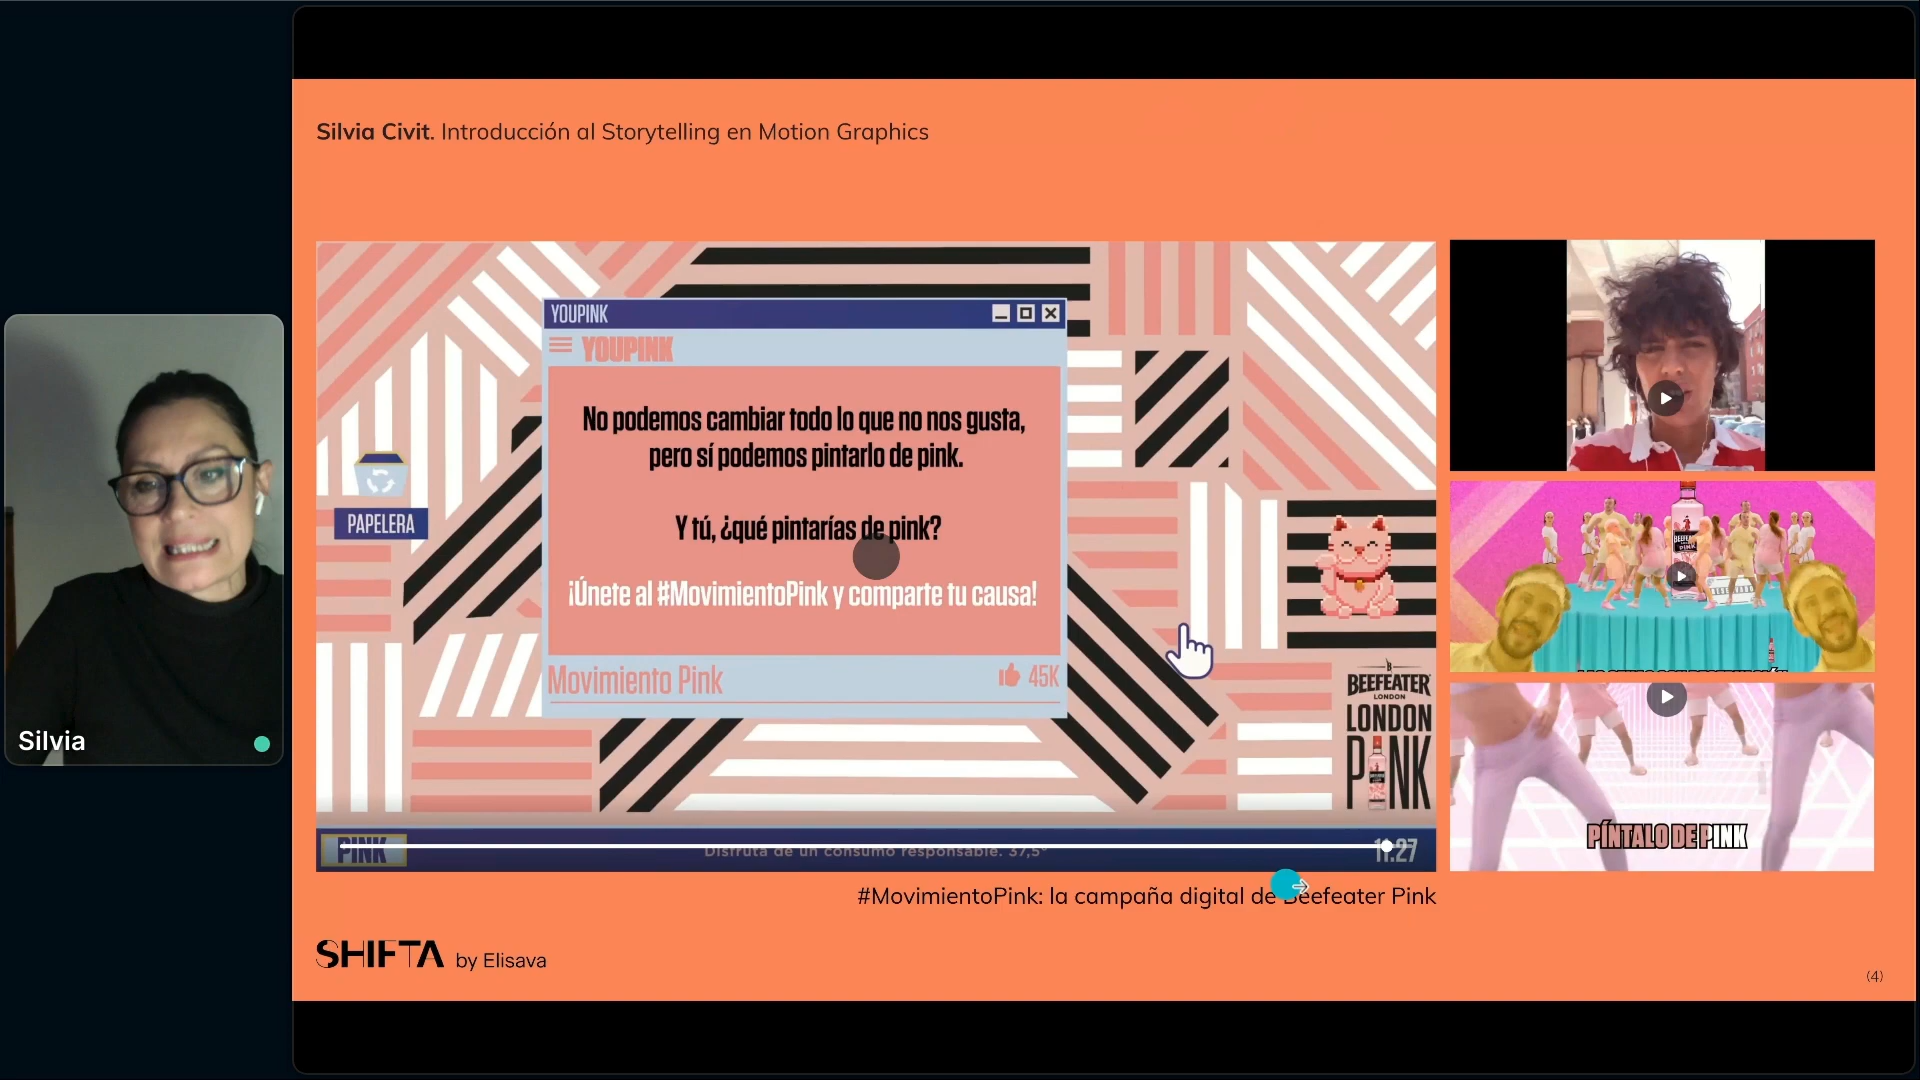 Silvia Civit. Introducción al Storytelling en Motion Graphics
YOUPINK
YOUPINK
No podemos cambiar todo lo que no nos gusta,
pero sí podemos pintarlo de pink.
Y tú, ¿qué pintarías de pink?
¡Únete al #MovimientoPink y comparte tu causa!
Movimiento Pink
45K
PAPELERA
BEEFEATER
LONDON
LONDON
PINK
PINK
Disfruta de un consumo responsable. 37,5°
11:27
PÍNTALO DE PINK
#MovimientoPink: la campaña digital de Beefeater Pink
SHIFTA by Elisava
(4)
Silvia